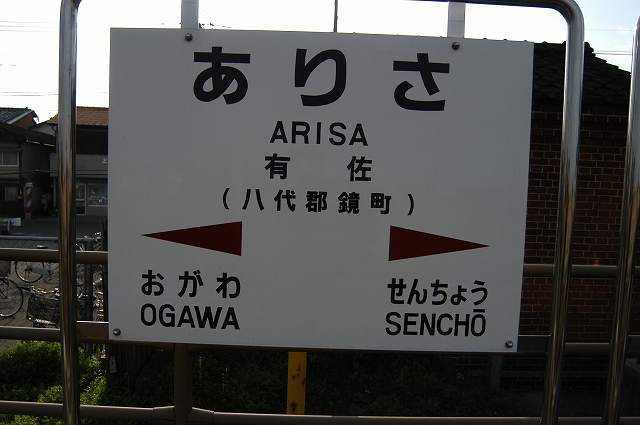 ありさ
ARISA
有佐
(八代郡鏡町)
おがわ
OGAWA
せんちょう
SENCHŌ